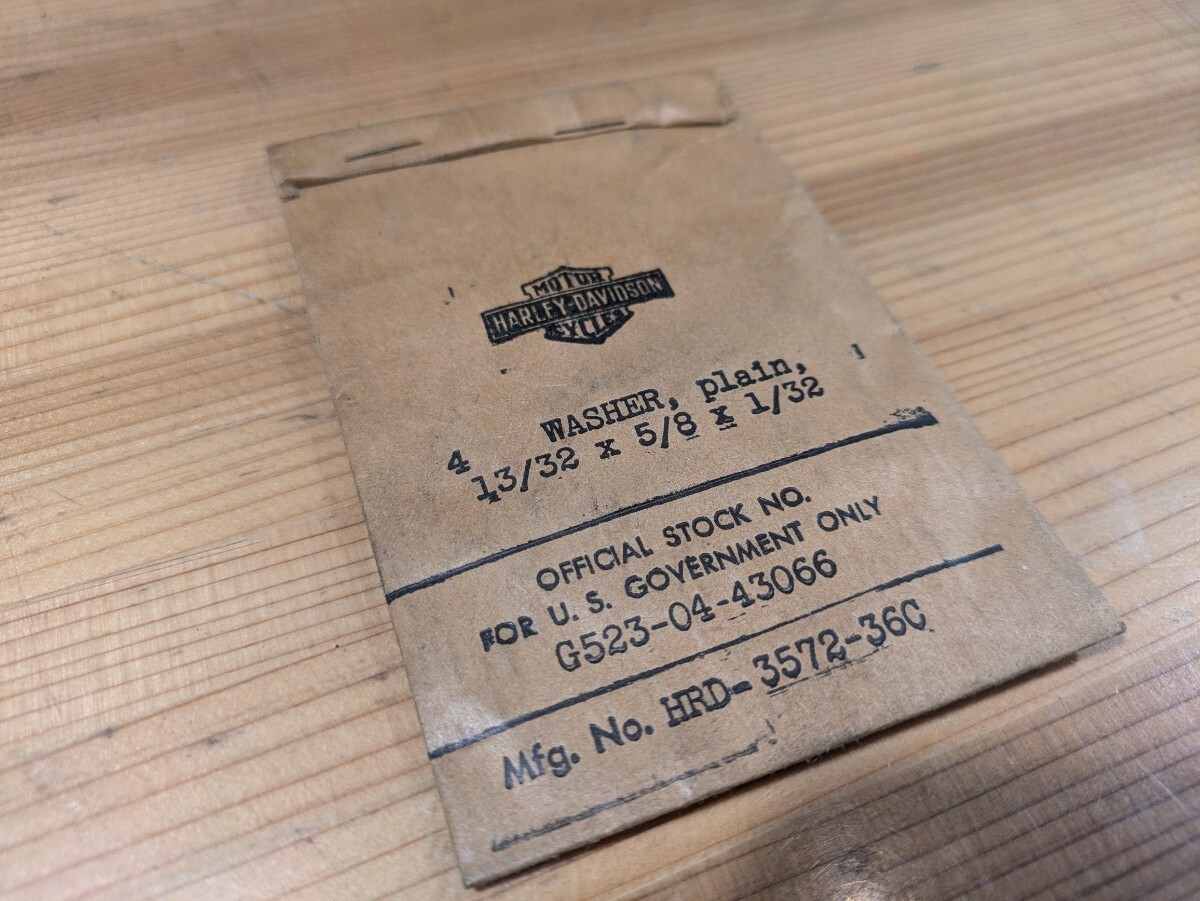 MOTOR
HARLEY-DAVIDSON
CYCLES
4 WASHER, plain,
13/32 x 5/8 x 1/32
OFFICIAL STOCK NO.
FOR U. S. GOVERNMENT ONLY
G523-04-43066
Mfg. No. HRD-3572-36C